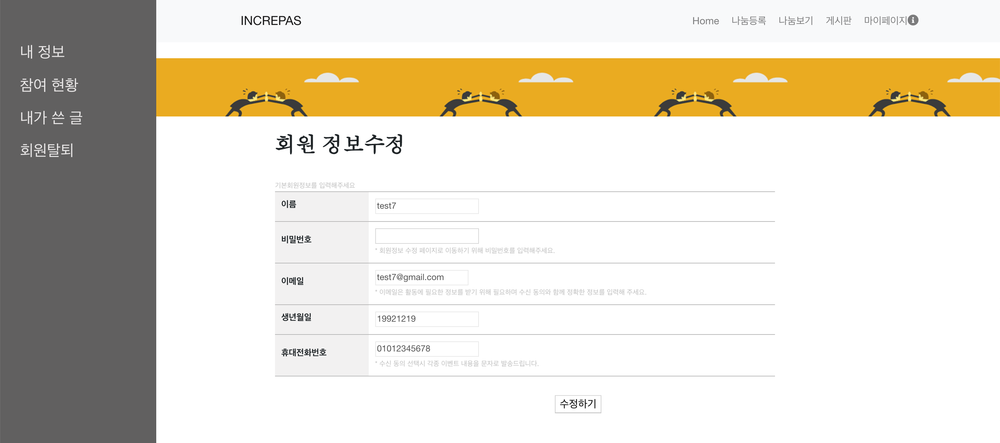 내 정보
참여 현황
내가 쓴 글
회원탈퇴
INCREPAS
Home 나눔등록 나눔보기 게시판 마이페이지
회원 정보수정
기본회원정보를 입력해주세요
이름 test7
비밀번호
* 회원정보 수정 페이지로 이동하기 위해 비밀번호를 입력해주세요.
이메일 test7@gmail.com
* 이메일은 활동에 필요한 정보를 받기 위해 필요하며 수신 동의와 함께 정확한 정보를 입력해 주세요.
생년월일 19921219
휴대전화번호 01012345678
* 수신 동의 선택시 각종 이벤트 내용을 문자로 발송드립니다.
수정하기